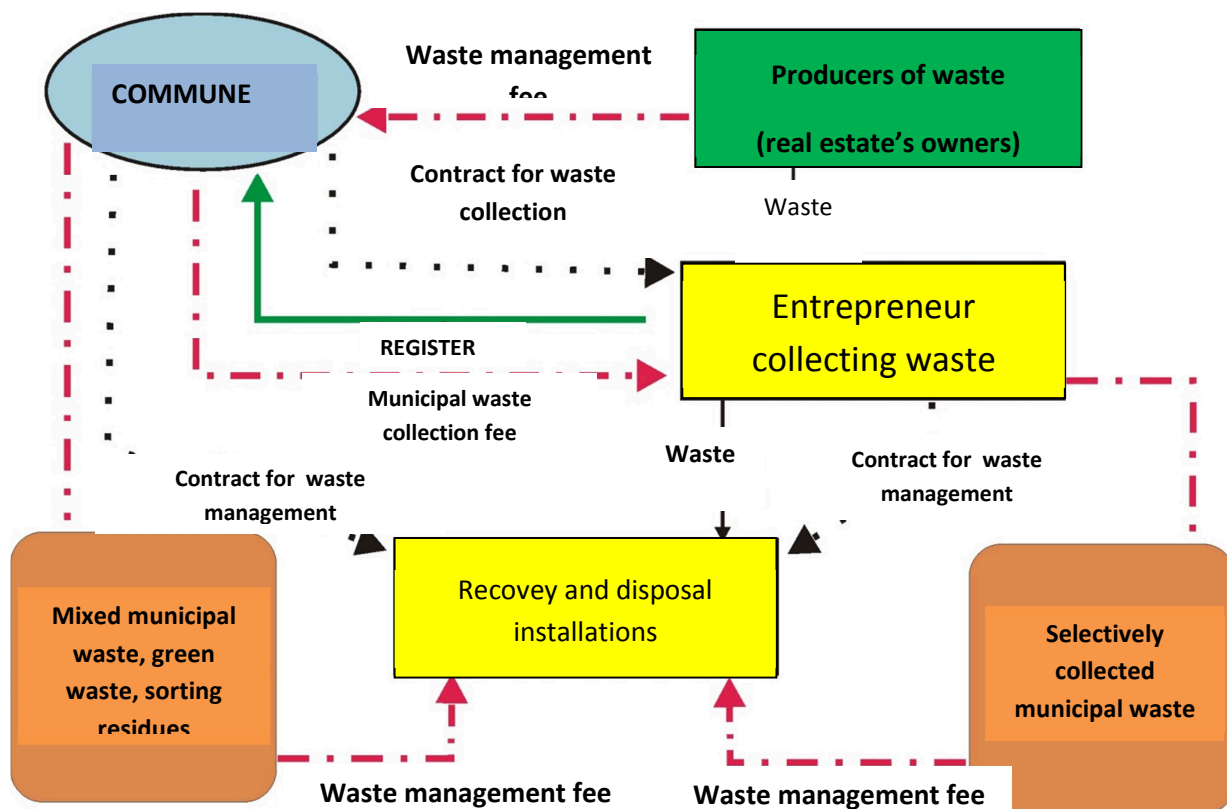 Waste management
fee
COMMUNE
Producers of waste
(real estate's owners)
Contract for waste
collection
Waste
Entrepreneur
collecting waste
REGISTER
Municipal waste
collection fee
Waste
Contract for waste
management
Contract for waste
management
Recovey and disposal
installations
Mixed municipal
waste, green
waste, sorting
residues
Selectively
collected
municipal waste
Waste management fee
Waste management fee